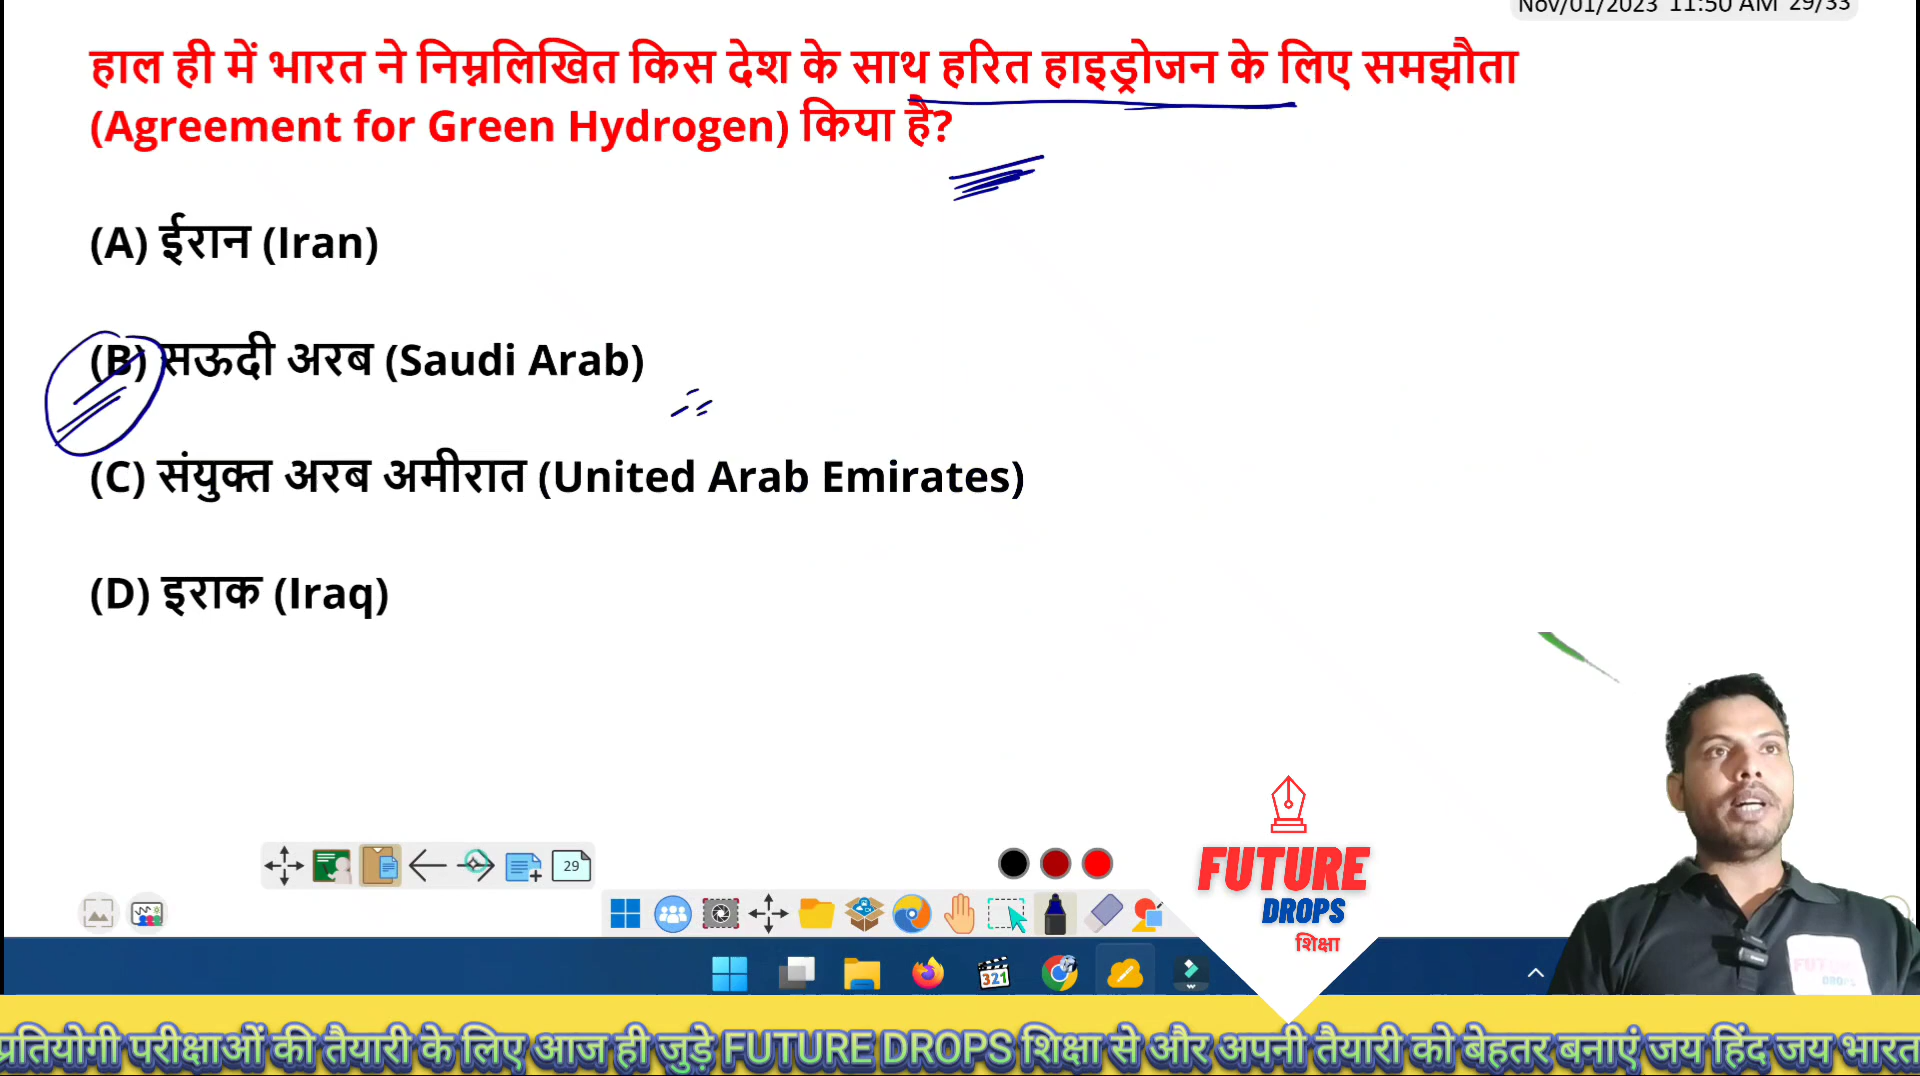 Nov/01/2023 11:50 AM 29/33
हाल ही में भारत ने निम्नलिखित किस देश के साथ हरित हाइड्रोजन के लिए समझौता
(Agreement for Green Hydrogen) किया है?
(A) ईरान (Iran)
(B) सऊदी अरब (Saudi Arab)
(C) संयुक्त अरब अमीरात (United Arab Emirates)
(D) इराक (Iraq)
29
FUTURE
DROPS
शिक्षा
321
प्रतियोगी परीक्षाओं की तैयारी के लिए आज ही जुड़े FUTURE DROPS शिक्षा से और अपनी तैयारी को बेहतर बनाएं जय हिंद जय भारत